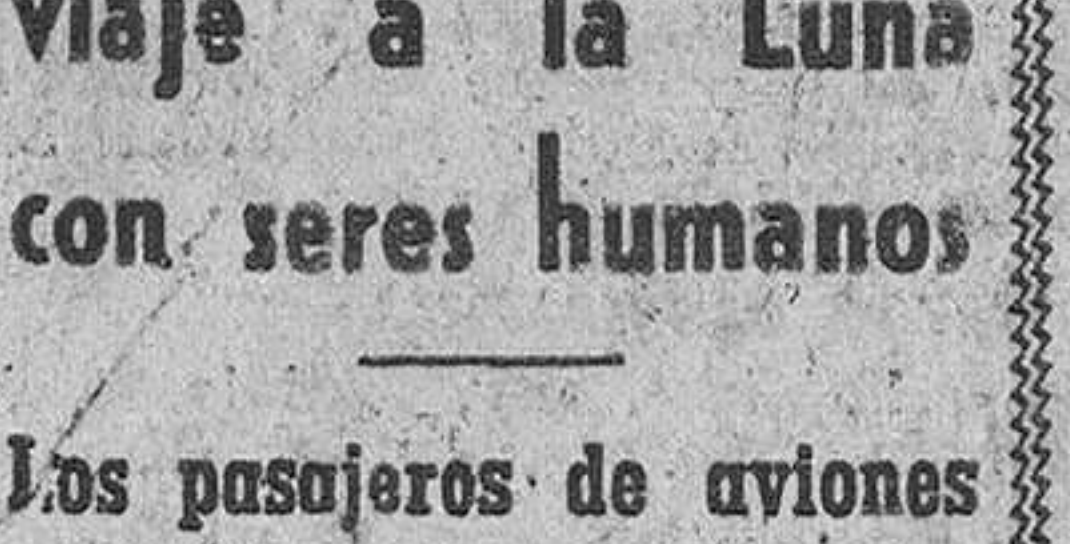 viaje a la Luna
con seres humanos
Los pasajeros de aviones